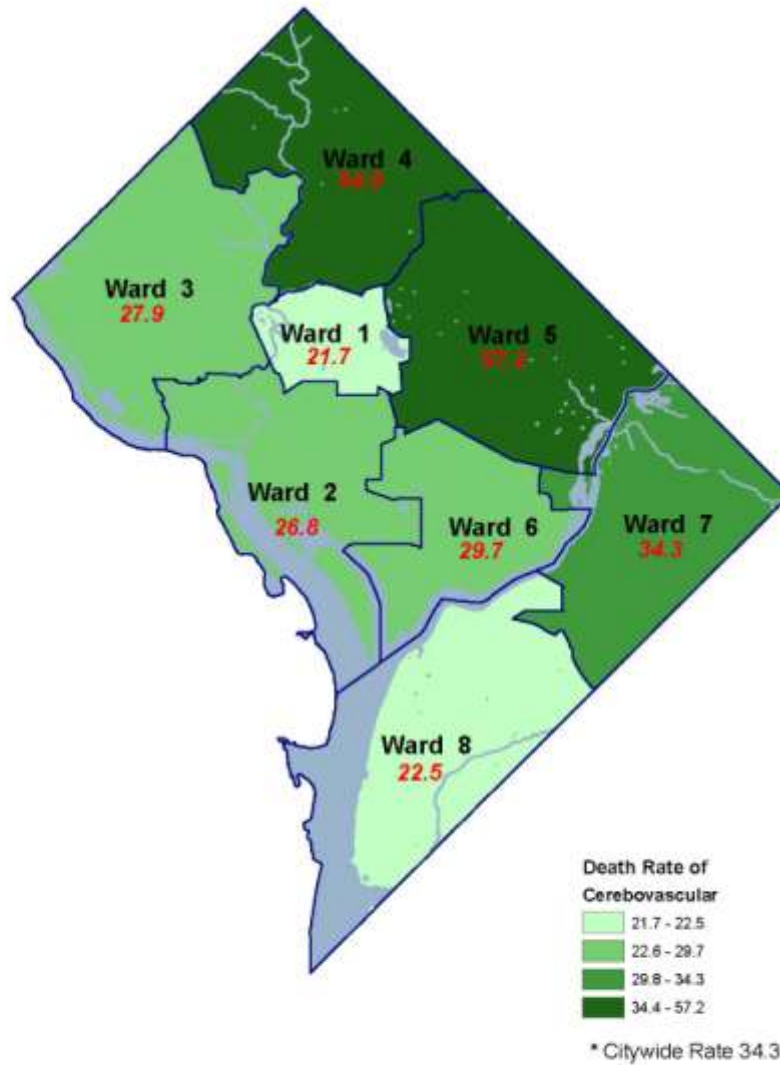 Ward 4
Ward 3
27.9
Ward 1
21.7
Ward 5
57.2
Ward 2
26.8
Ward 6
29.7
Ward 7
34.3
Ward 8
22.5
Death Rate of
Cerebovascular
21.7 - 22.5
22.6 - 29.7
29.8 - 34.3
34.4 - 57.2
* Citywide Rate 34.3